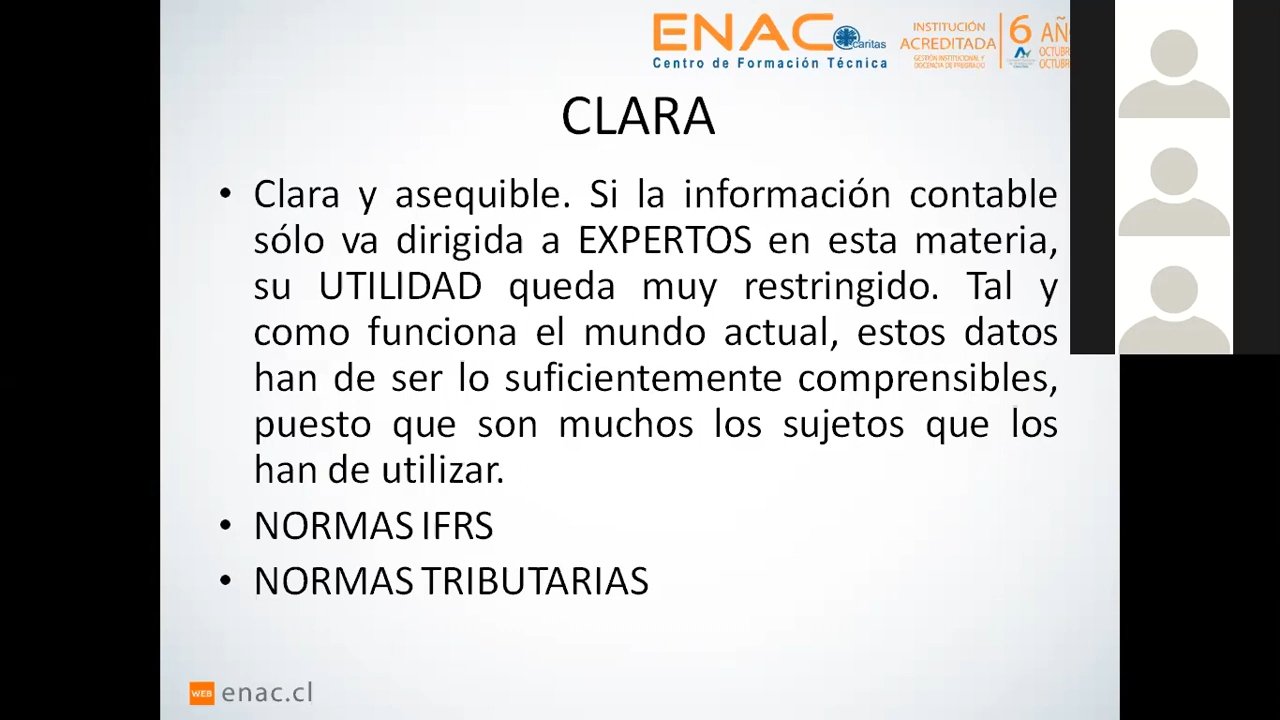 ENAC
caritas
Centro de Formación Técnica
INSTITUCIÓN
ACREDITADA
GESTIÓN INSTITUCIONAL Y
DOCENCIA DE PREGRADO
6 AÑ
OCTUB
OCTUB
CLARA
• Clara y asequible. Si la información contable
sólo va dirigida a EXPERTOS en esta materia,
su UTILIDAD queda muy restringido. Tal y
como funciona el mundo actual, estos datos
han de ser lo suficientemente comprensibles,
puesto que son muchos los sujetos que los
han de utilizar.
• NORMAS IFRS
• NORMAS TRIBUTARIAS
WEB enac.cl